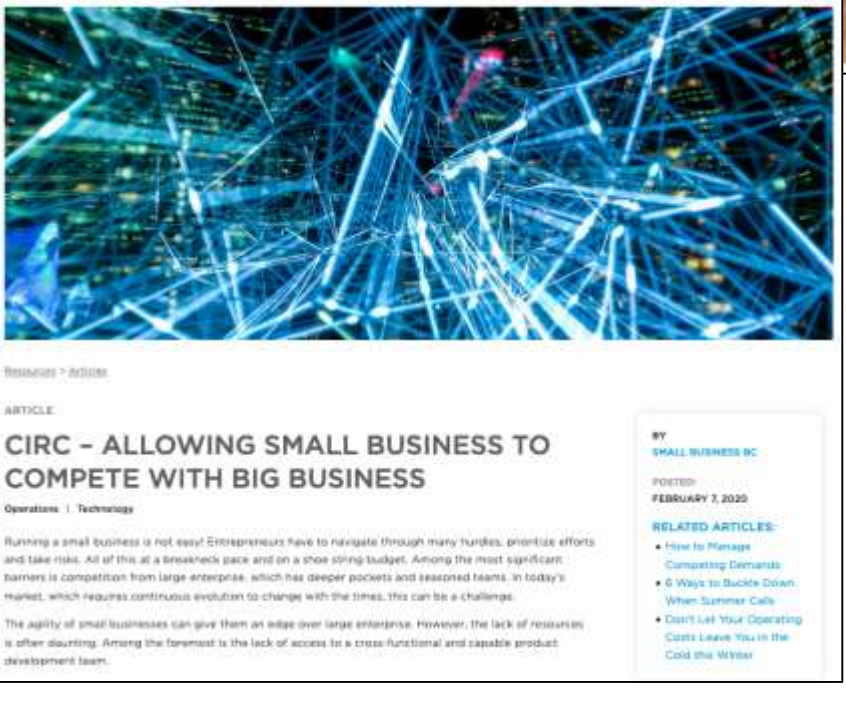 Resources > Articles
ARTICLE
CIRC – ALLOWING SMALL BUSINESS TO
COMPETE WITH BIG BUSINESS
Operations | Technology
Running a small business is not easy! Entrepreneurs have to navigate through many hurdles, prioritize efforts
and take risks. All of this at a breakneck pace and on a shoe string budget. Among the most significant
barriers is competition from large enterprise, which has deeper pockets and seasoned teams. In today's
market, which requires continuous evolution to change with the times, this can be a challenge.
The agility of small businesses can give them an edge over large enterprise. However, the lack of resources
is often daunting. Among the foremost is the lack of access to a cross-functional and capable product
development team.
BY
SMALL BUSINESS BC
POSTED:
FEBRUARY 7, 2020
RELATED ARTICLES:
• How to Manage
Competing Demands
• 6 Ways to Buckle Down
When Summer Calls
• Don't Let Your Operating
Costs Leave You in the
Cold this Winter